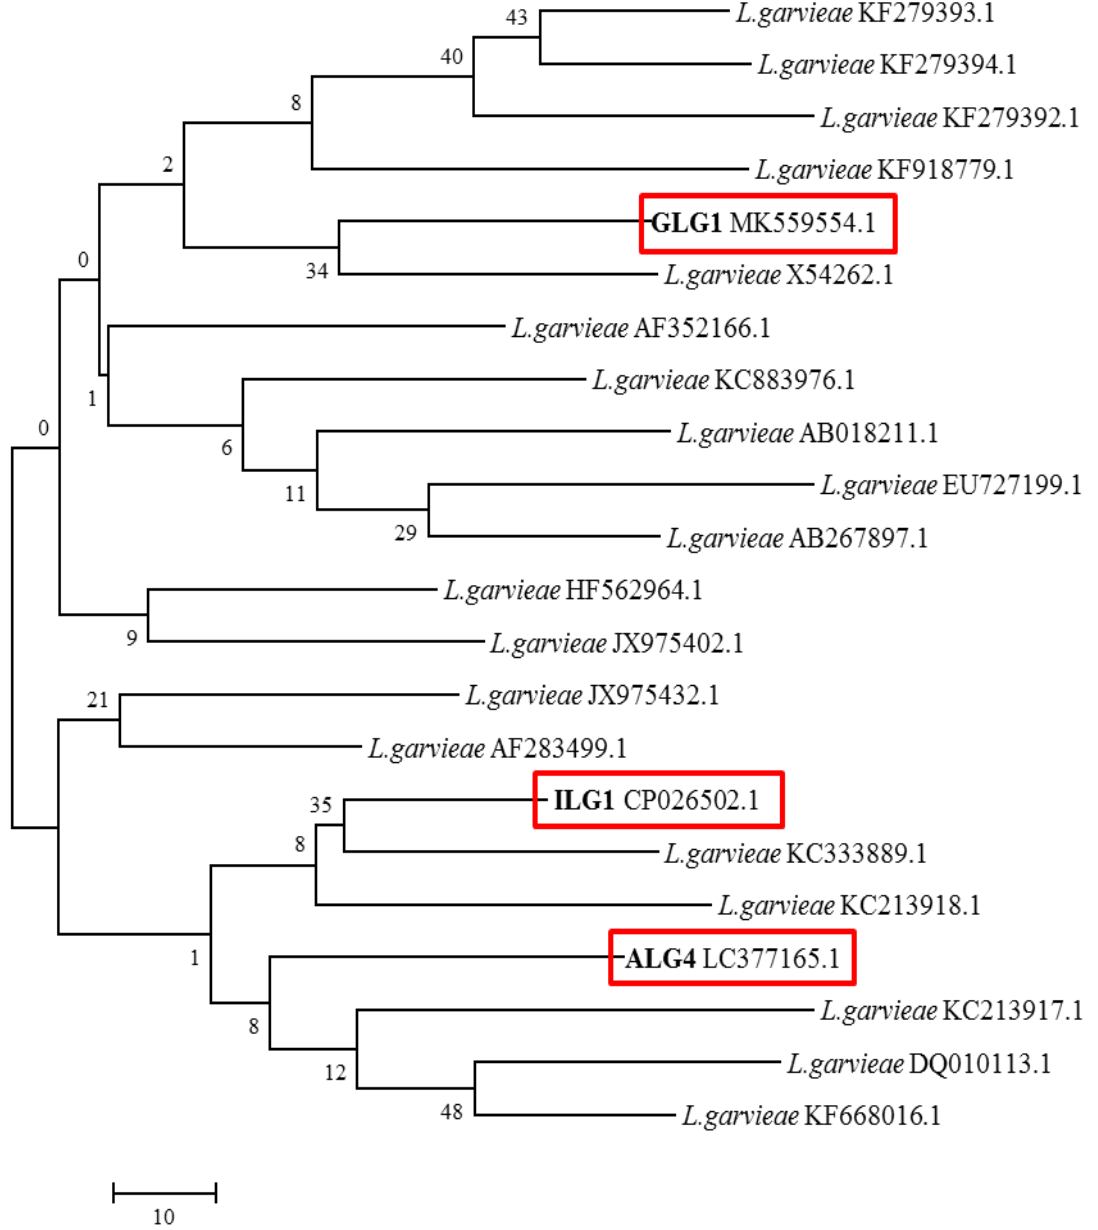 43
L.garvieae KF279393.1
40
L.garvieae KF279394.1
8
L.garvieae KF279392.1
2
L.garvieae KF918779.1
GLG1 MK559554.1
0
34
L.garvieae X54262.1
L.garvieae AF352166.1
1
L.garvieae KC883976.1
0
L.garvieae AB018211.1
6
L.garvieae EU727199.1
11
29
L.garvieae AB267897.1
L.garvieae HF562964.1
9
L.garvieae JX975402.1
21
L.garvieae JX975432.1
L.garvieae AF283499.1
35
ILG1 CP026502.1
8
L.garvieae KC333889.1
L.garvieae KC213918.1
1
ALG4 LC377165.1
8
L.garvieae KC213917.1
12
L.garvieae DQ010113.1
48
L.garvieae KF668016.1
10